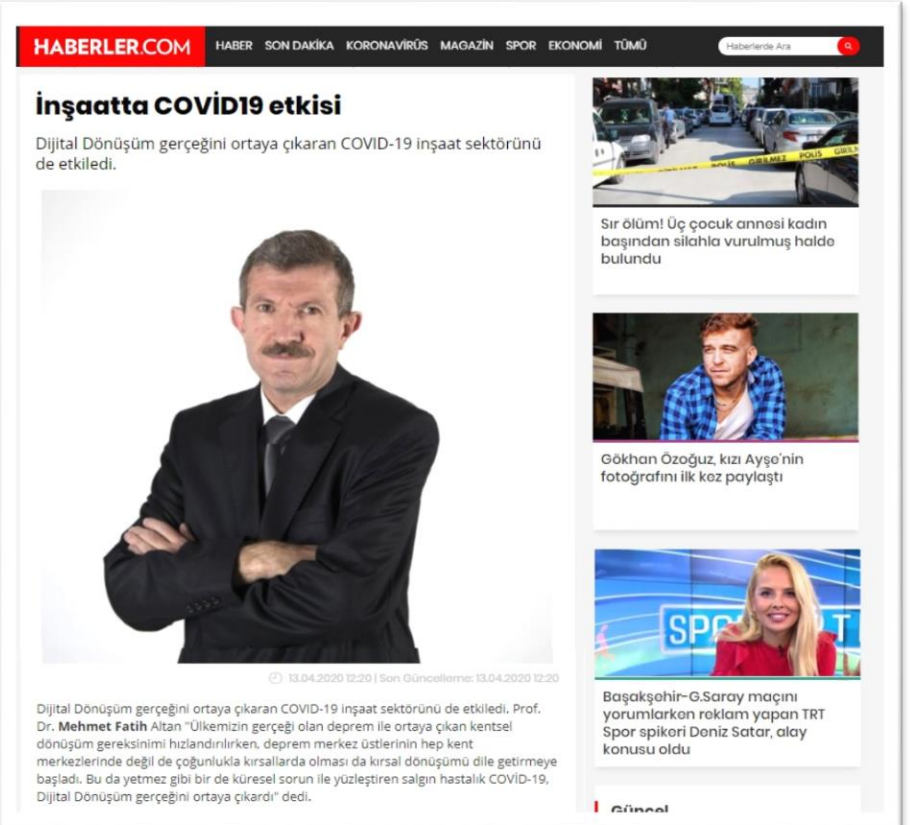 HABERLER.COM
HABER SON DAKİKA KORONAVİRÜS MAGAZİN SPOR EKONOMİ TÜMÜ
Haberlerde Ara
İnşaatta COVİD19 etkisi
Dijital Dönüşüm gerçeğini ortaya çıkaran COVID-19 inşaat sektörünü
de etkiledi.
13.04.2020 12:20 | Son Güncelleme: 13.04.2020 12:20
Dijital Dönüşüm gerçeğini ortaya çıkaran COVID-19 inşaat sektörünü de etkiledi. Prof.
Dr. Mehmet Fatih Altan "Ülkemizin gerçeği olan deprem ile ortaya çıkan kentsel
dönüşüm gereksinimi hızlandırılırken, deprem merkez üstlerinin hep kent
merkezlerinde değil de çoğunlukla kırsallarda olması da kırsal dönüşümü dile getirmeye
başladı. Bu da yetmez gibi bir de küresel sorun ile yüzleştiren salgın hastalık COVİD-19,
Dijital Dönüşüm gerçeğini ortaya çıkardı" dedi.
POLİS GİRİLMEZ POLİS
Sır ölüm! Üç çocuk annesi kadın
başından silahla vurulmuş halde
bulundu
Gökhan Özoğuz, kızı Ayşe'nin
fotoğrafını ilk kez paylaştı
SPO T
Başakşehir-G.Saray maçını
yorumlarken reklam yapan TRT
Spor spikeri Deniz Satar, alay
konusu oldu
Güncel